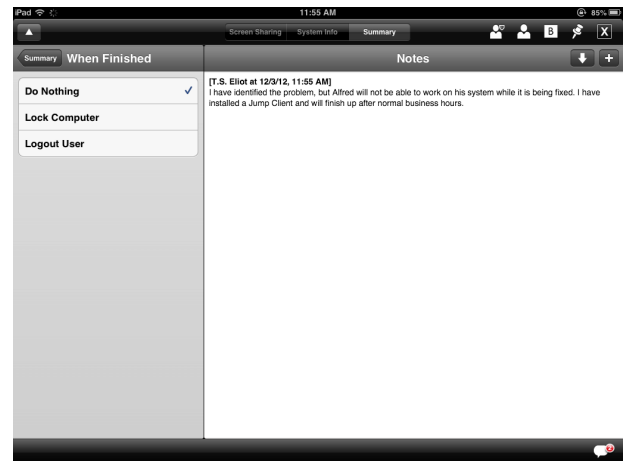 iPad 11:55 AM 85%
Screen Sharing System Info Summary B X
Summary When Finished Notes
Do Nothing
Lock Computer
Logout User
[T.S. Eliot at 12/3/12, 11:55 AM]
I have identified the problem, but Alfred will not be able to work on his system while it is being fixed. I have
installed a Jump Client and will finish up after normal business hours.